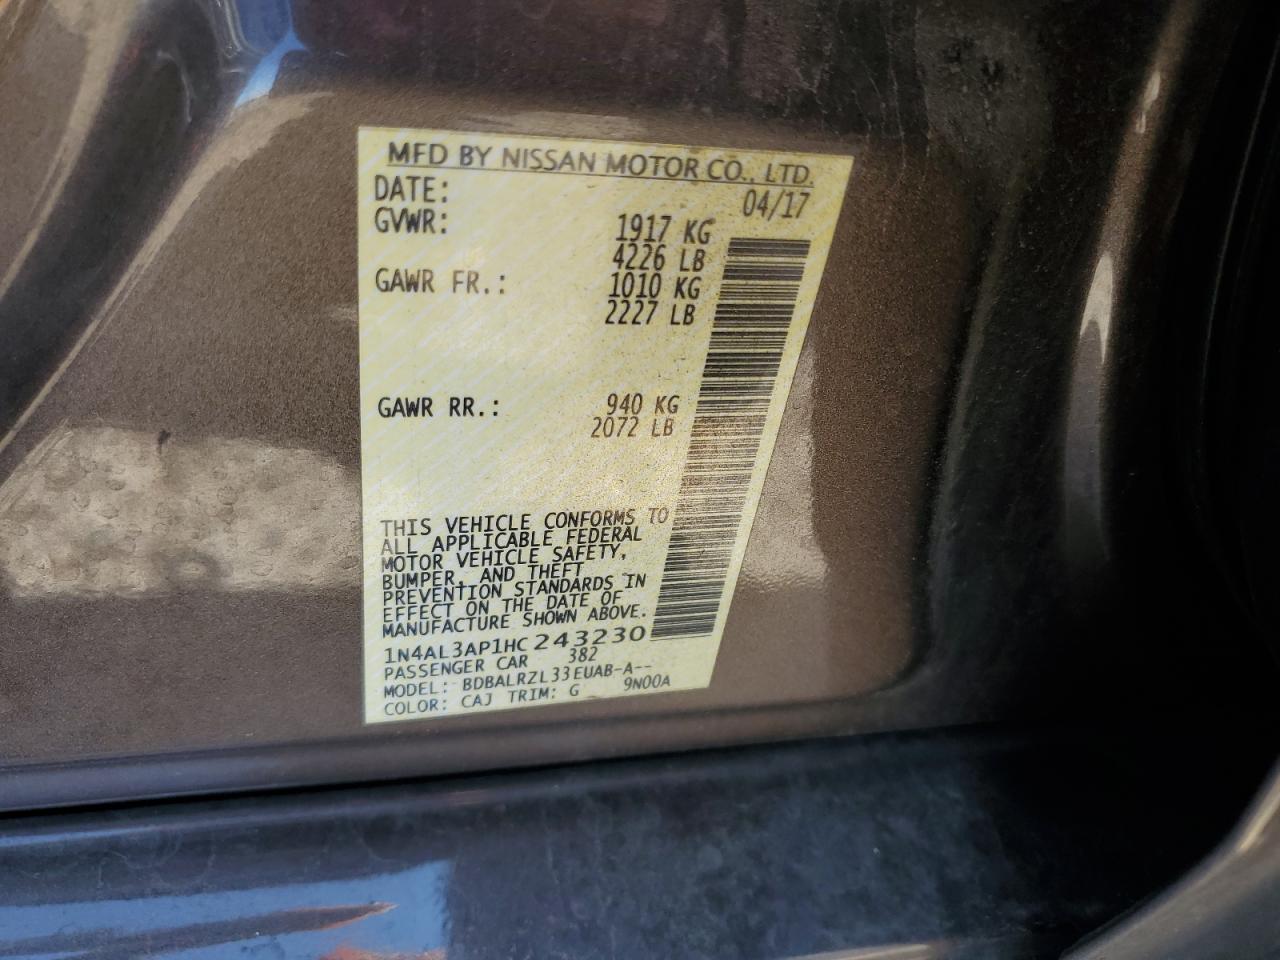 MFD BY NISSAN MOTOR CO., LTD.
DATE: 04/17
GVWR: 1917 KG
4226 LB
GAWR FR.: 1010 KG
2227 LB
GAWR RR.: 940 KG
2072 LB
THIS VEHICLE CONFORMS TO
ALL APPLICABLE FEDERAL
MOTOR VEHICLE SAFETY,
BUMPER, AND THEFT
PREVENTION STANDARDS IN
EFFECT ON THE DATE OF
MANUFACTURE SHOWN ABOVE.
1N4AL3AP1HC243230
PASSENGER CAR 382
MODEL: BDBALRZL33EUAB-A--
COLOR: CAJ TRIM: G 9N00A